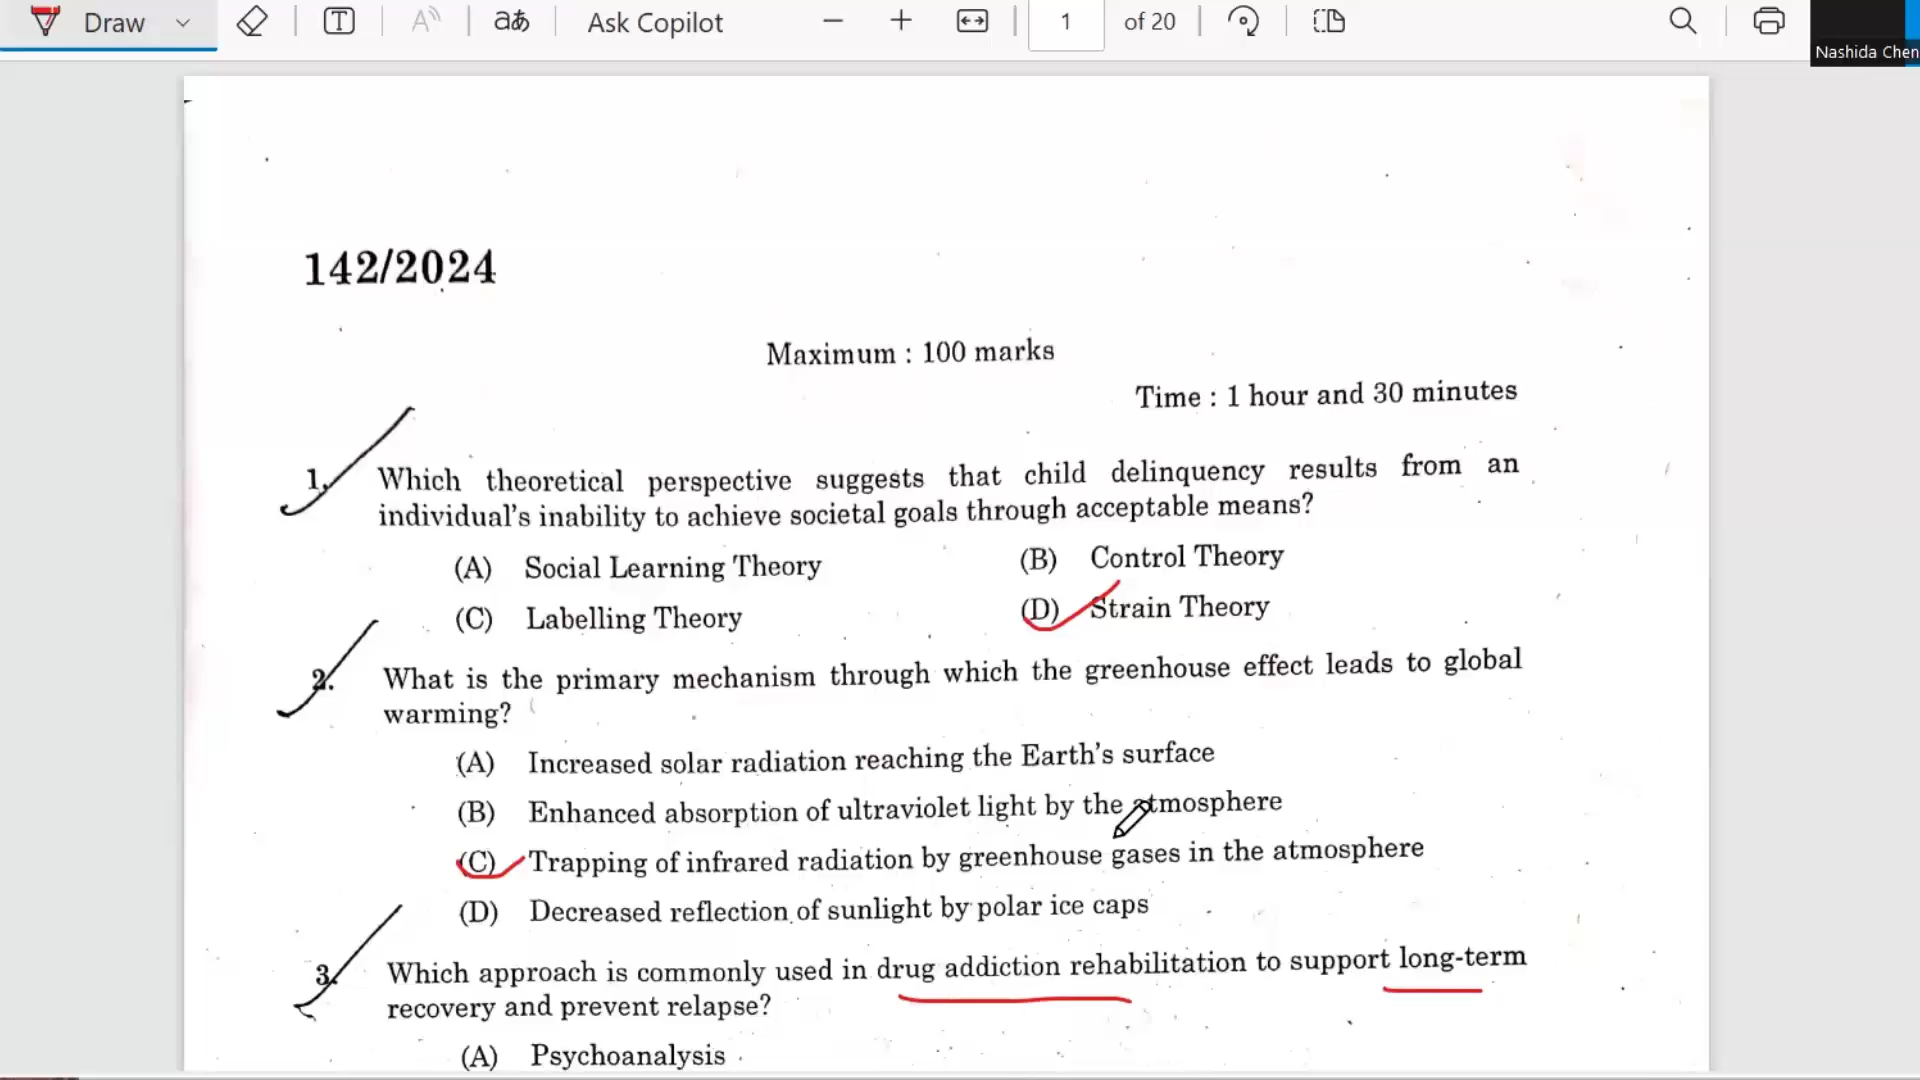 Draw
T
A
aあ
Ask Copilot
1
of 20
Nashida Chen
142/2024
Maximum : 100 marks
Time : 1 hour and 30 minutes
1. Which theoretical perspective suggests that child delinquency results from an
individual's inability to achieve societal goals through acceptable means?
(A) Social Learning Theory (B) Control Theory
(C) Labelling Theory (D) Strain Theory
2. What is the primary mechanism through which the greenhouse effect leads to global
warming?
(A) Increased solar radiation reaching the Earth's surface
(B) Enhanced absorption of ultraviolet light by the atmosphere
(C) Trapping of infrared radiation by greenhouse gases in the atmosphere
(D) Decreased reflection of sunlight by polar ice caps
3. Which approach is commonly used in drug addiction rehabilitation to support long-term
recovery and prevent relapse?
(A) Psychoanalysis